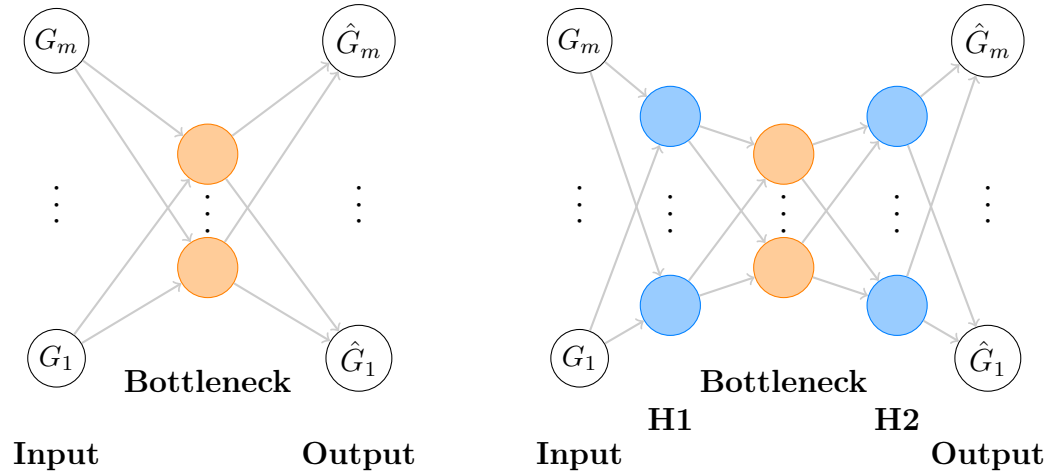 G_m Ĝ_m G_m Ĝ_m
⋮ ⋮ ⋮ ⋮ ⋮ ⋮ ⋮ ⋮
G_1 Ĝ_1 G_1 Ĝ_1
Bottleneck Bottleneck
H1 H2
Input Output Input Output